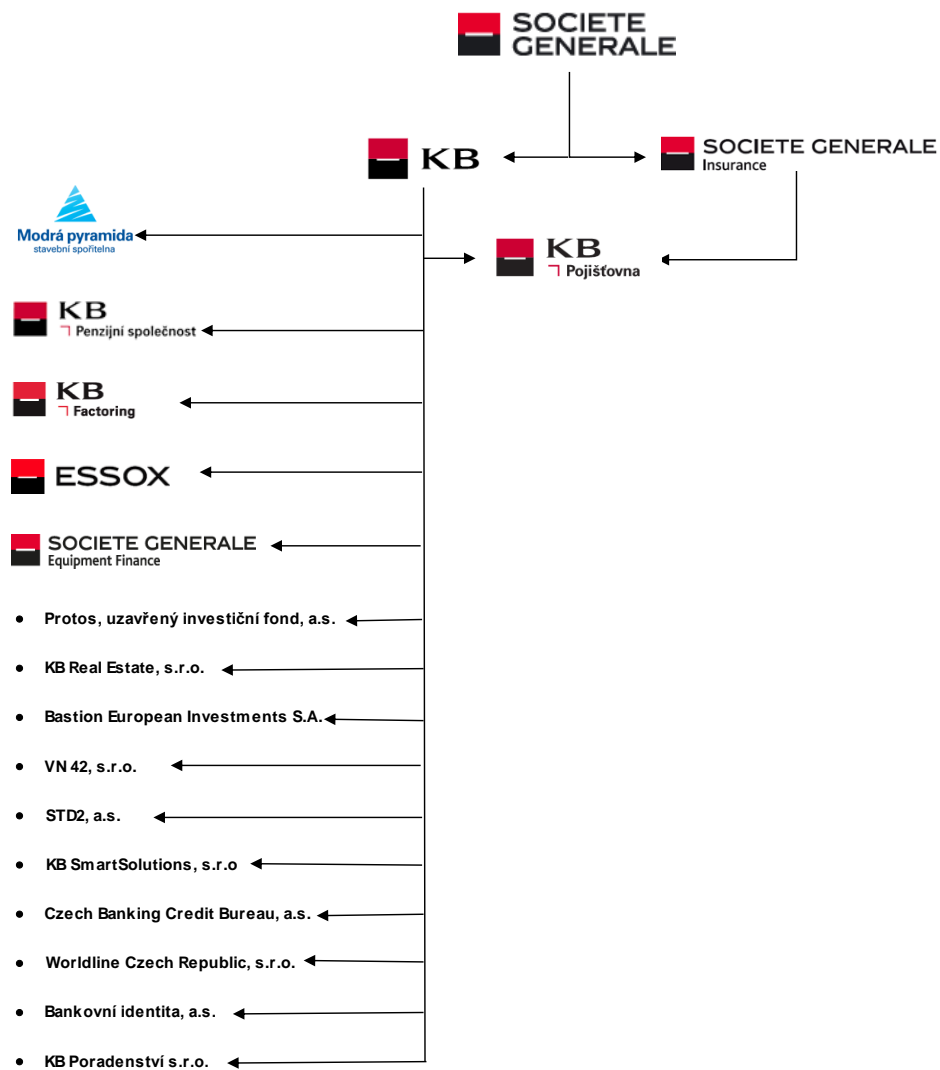 SOCIETE
GENERALE
KB
SOCIETE GENERALE
Insurance
Modrá pyramida
stavební spořitelna
KB
Pojišťovna
KB
Penzijní společnost
KB
Factoring
ESSOX
SOCIETE GENERALE
Equipment Finance
• Protos, uzavřený investiční fond, a.s.
• KB Real Estate, s.r.o.
• Bastion European Investments S.A.
• VN 42, s.r.o.
• STD2, a.s.
• KB SmartSolutions, s.r.o
• Czech Banking Credit Bureau, a.s.
• Worldline Czech Republic, s.r.o.
• Bankovní identita, a.s.
• KB Poradenství s.r.o.